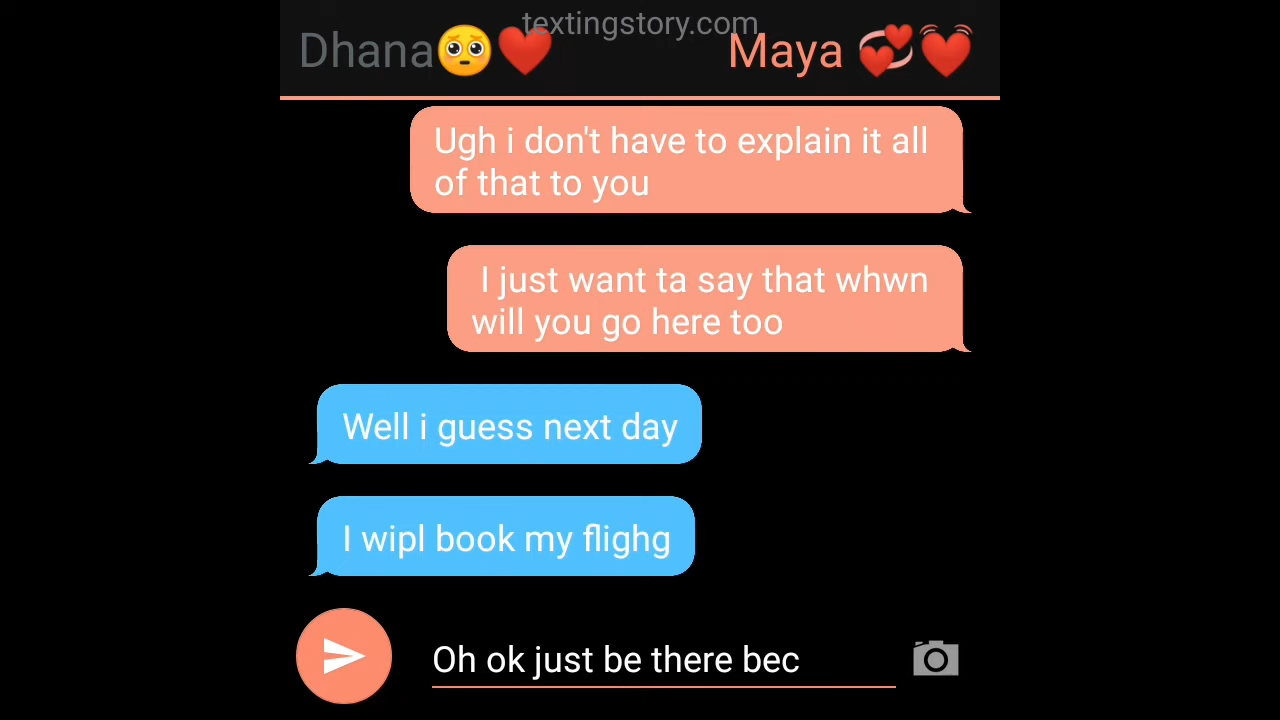 textingstory.com
Dhana🥺❤️
Maya 💞💓
Ugh i don't have to explain it all
of that to you
I just want ta say that whwn
will you go here too
Well i guess next day
I wipl book my flighg
Oh ok just be there bec